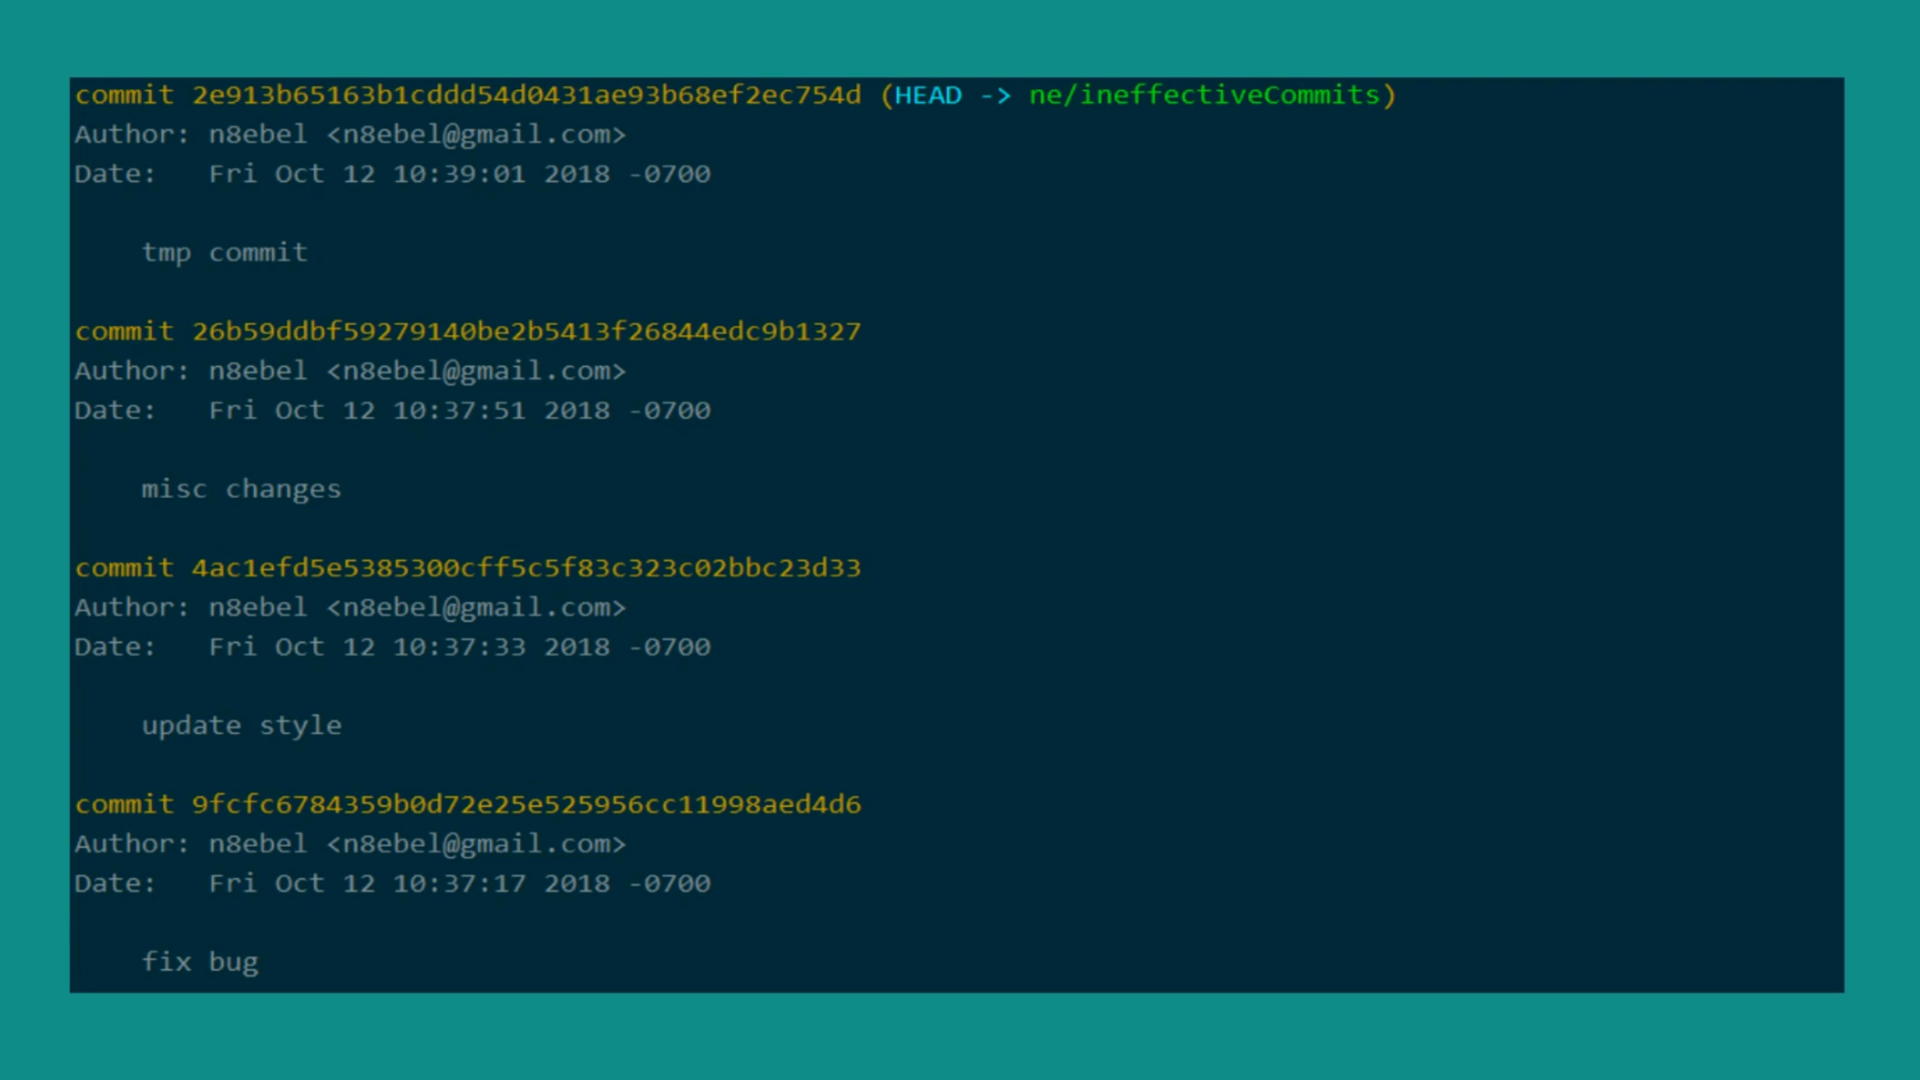 commit 2e913b65163b1cddd54d0431ae93b68ef2ec754d (HEAD -> ne/ineffectiveCommits)
Author: n8ebel <n8ebel@gmail.com>
Date:   Fri Oct 12 10:39:01 2018 -0700
    tmp commit
commit 26b59ddbf59279140be2b5413f26844edc9b1327
Author: n8ebel <n8ebel@gmail.com>
Date:   Fri Oct 12 10:37:51 2018 -0700
    misc changes
commit 4ac1efd5e5385300cff5c5f83c323c02bbc23d33
Author: n8ebel <n8ebel@gmail.com>
Date:   Fri Oct 12 10:37:33 2018 -0700
    update style
commit 9fcfc6784359b0d72e25e525956cc11998aed4d6
Author: n8ebel <n8ebel@gmail.com>
Date:   Fri Oct 12 10:37:17 2018 -0700
    fix bug